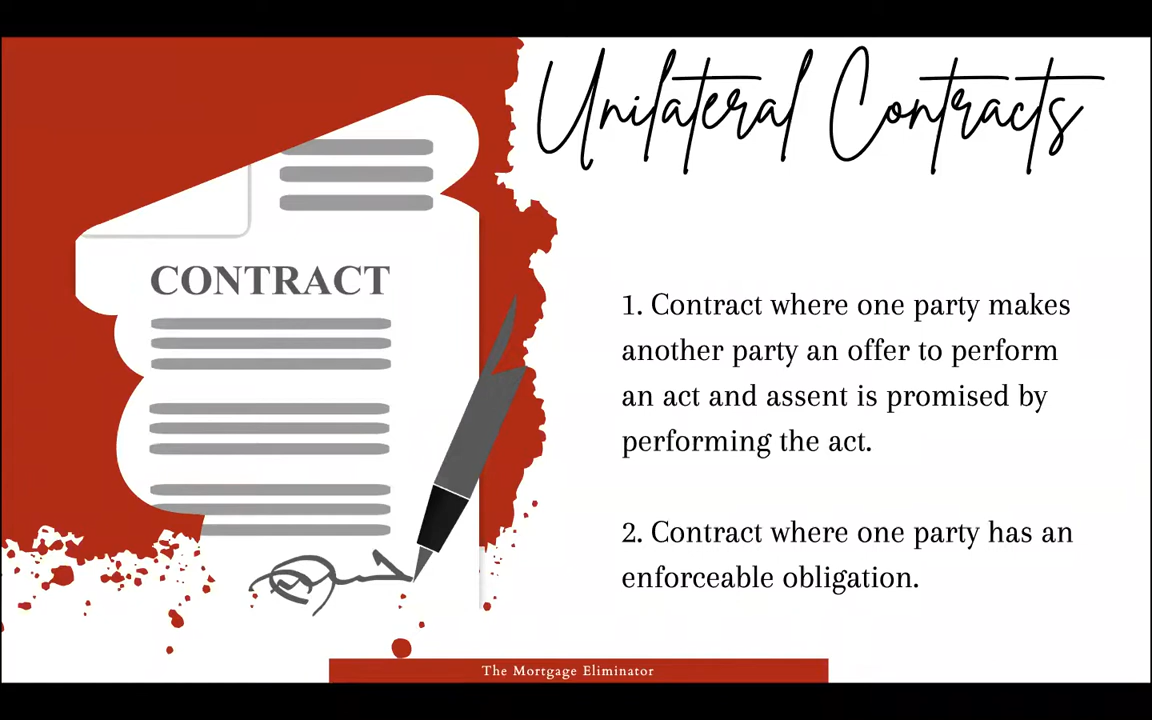 Unilateral Contracts
CONTRACT
1. Contract where one party makes
another party an offer to perform
an act and assent is promised by
performing the act.
2. Contract where one party has an
enforceable obligation.
The Mortgage Eliminator